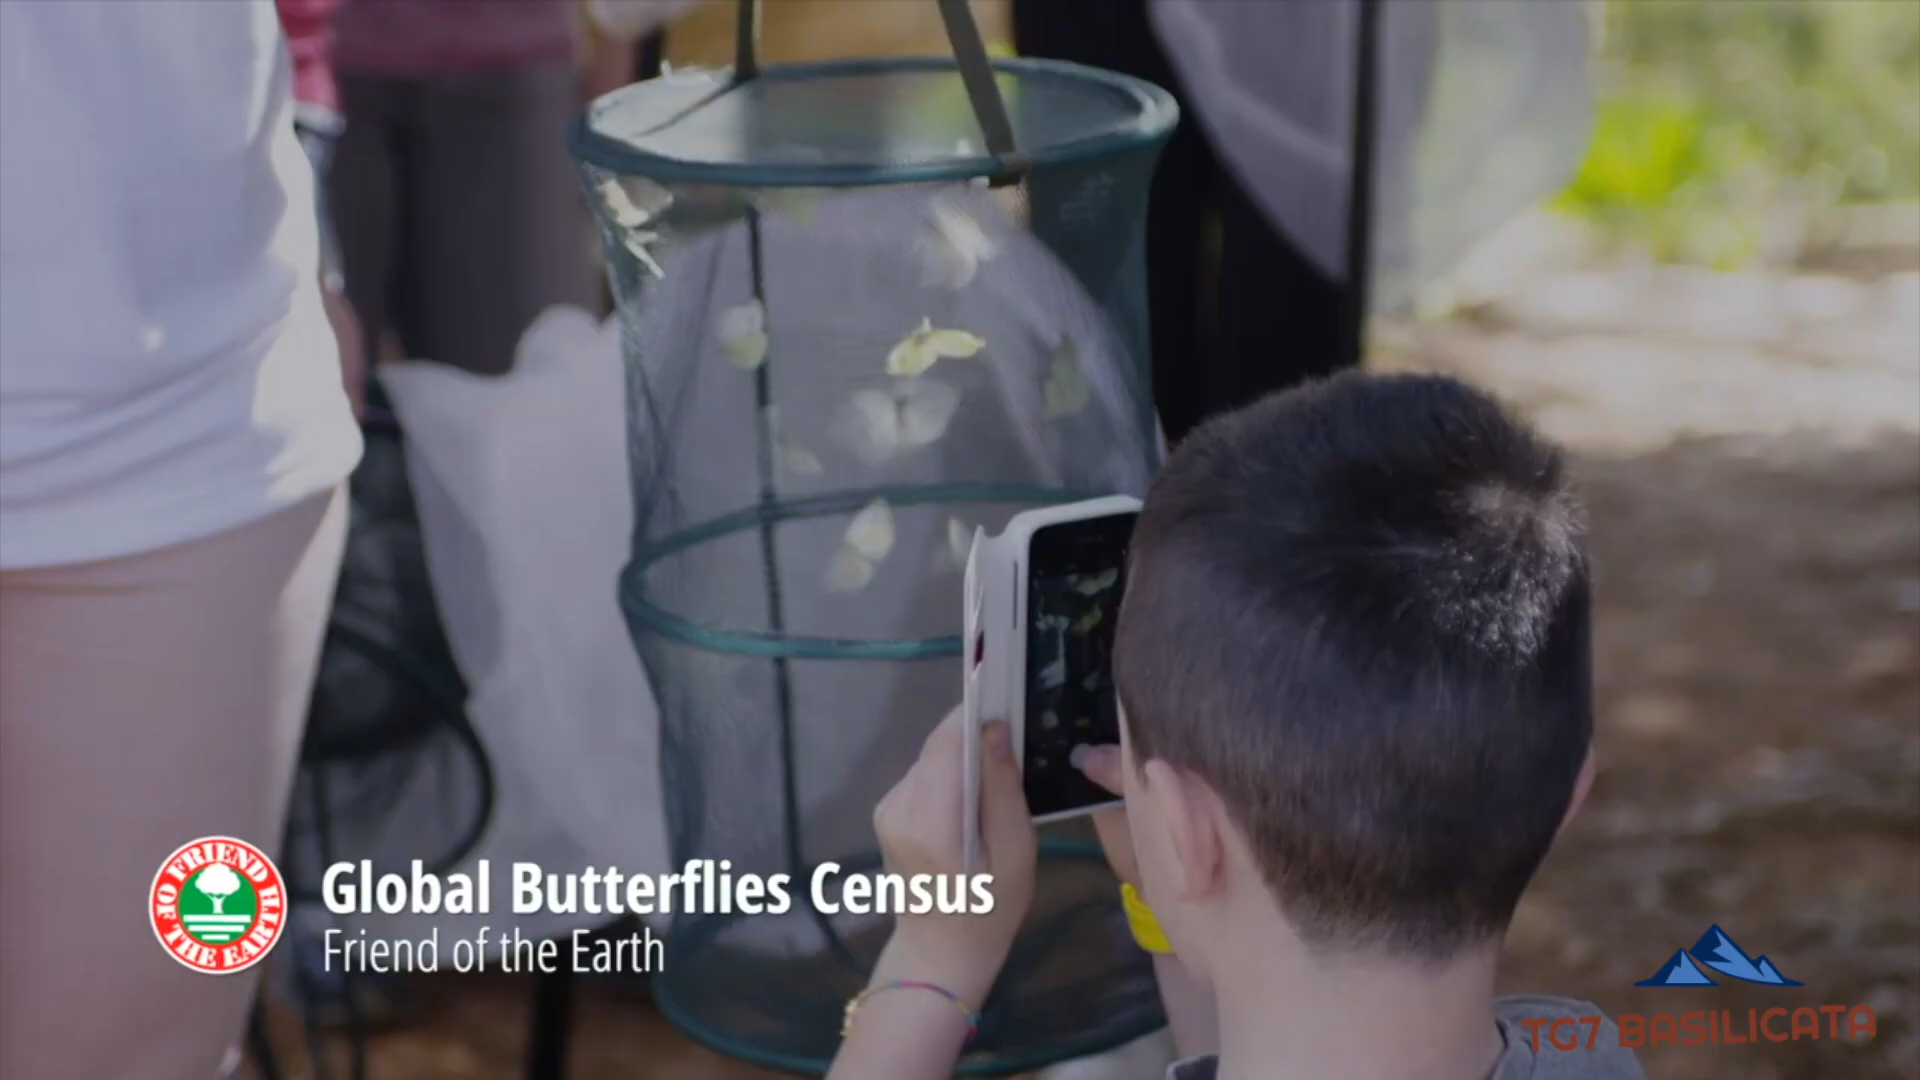 FRIEND OF THE EARTH
Global Butterflies Census
Friend of the Earth
TG7 BASILICATA